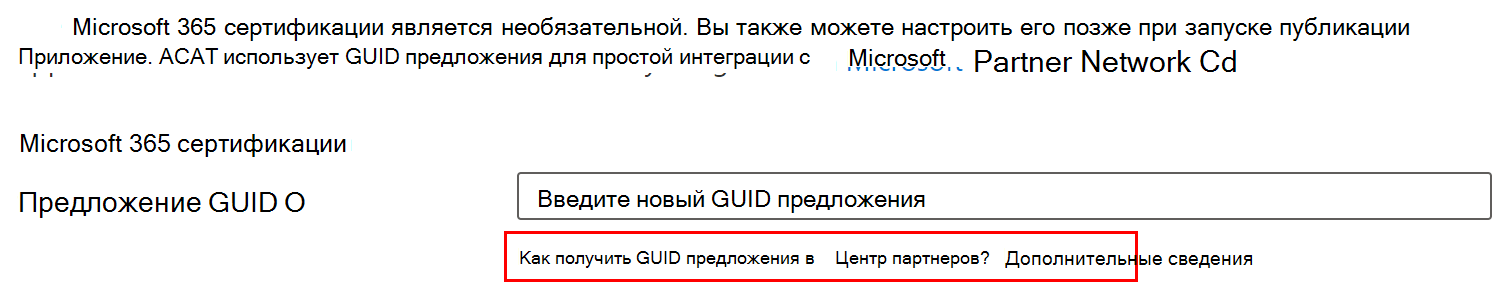 Microsoft 365 сертификации является необязательной. Вы также можете настроить его позже при запуске публикации
Приложение. ACAT использует GUID предложения для простой интеграции с Microsoft Partner Network Cd
Microsoft 365 сертификации
Предложение GUID O
Введите новый GUID предложения
Как получить GUID предложения в Центр партнеров? Дополнительные сведения